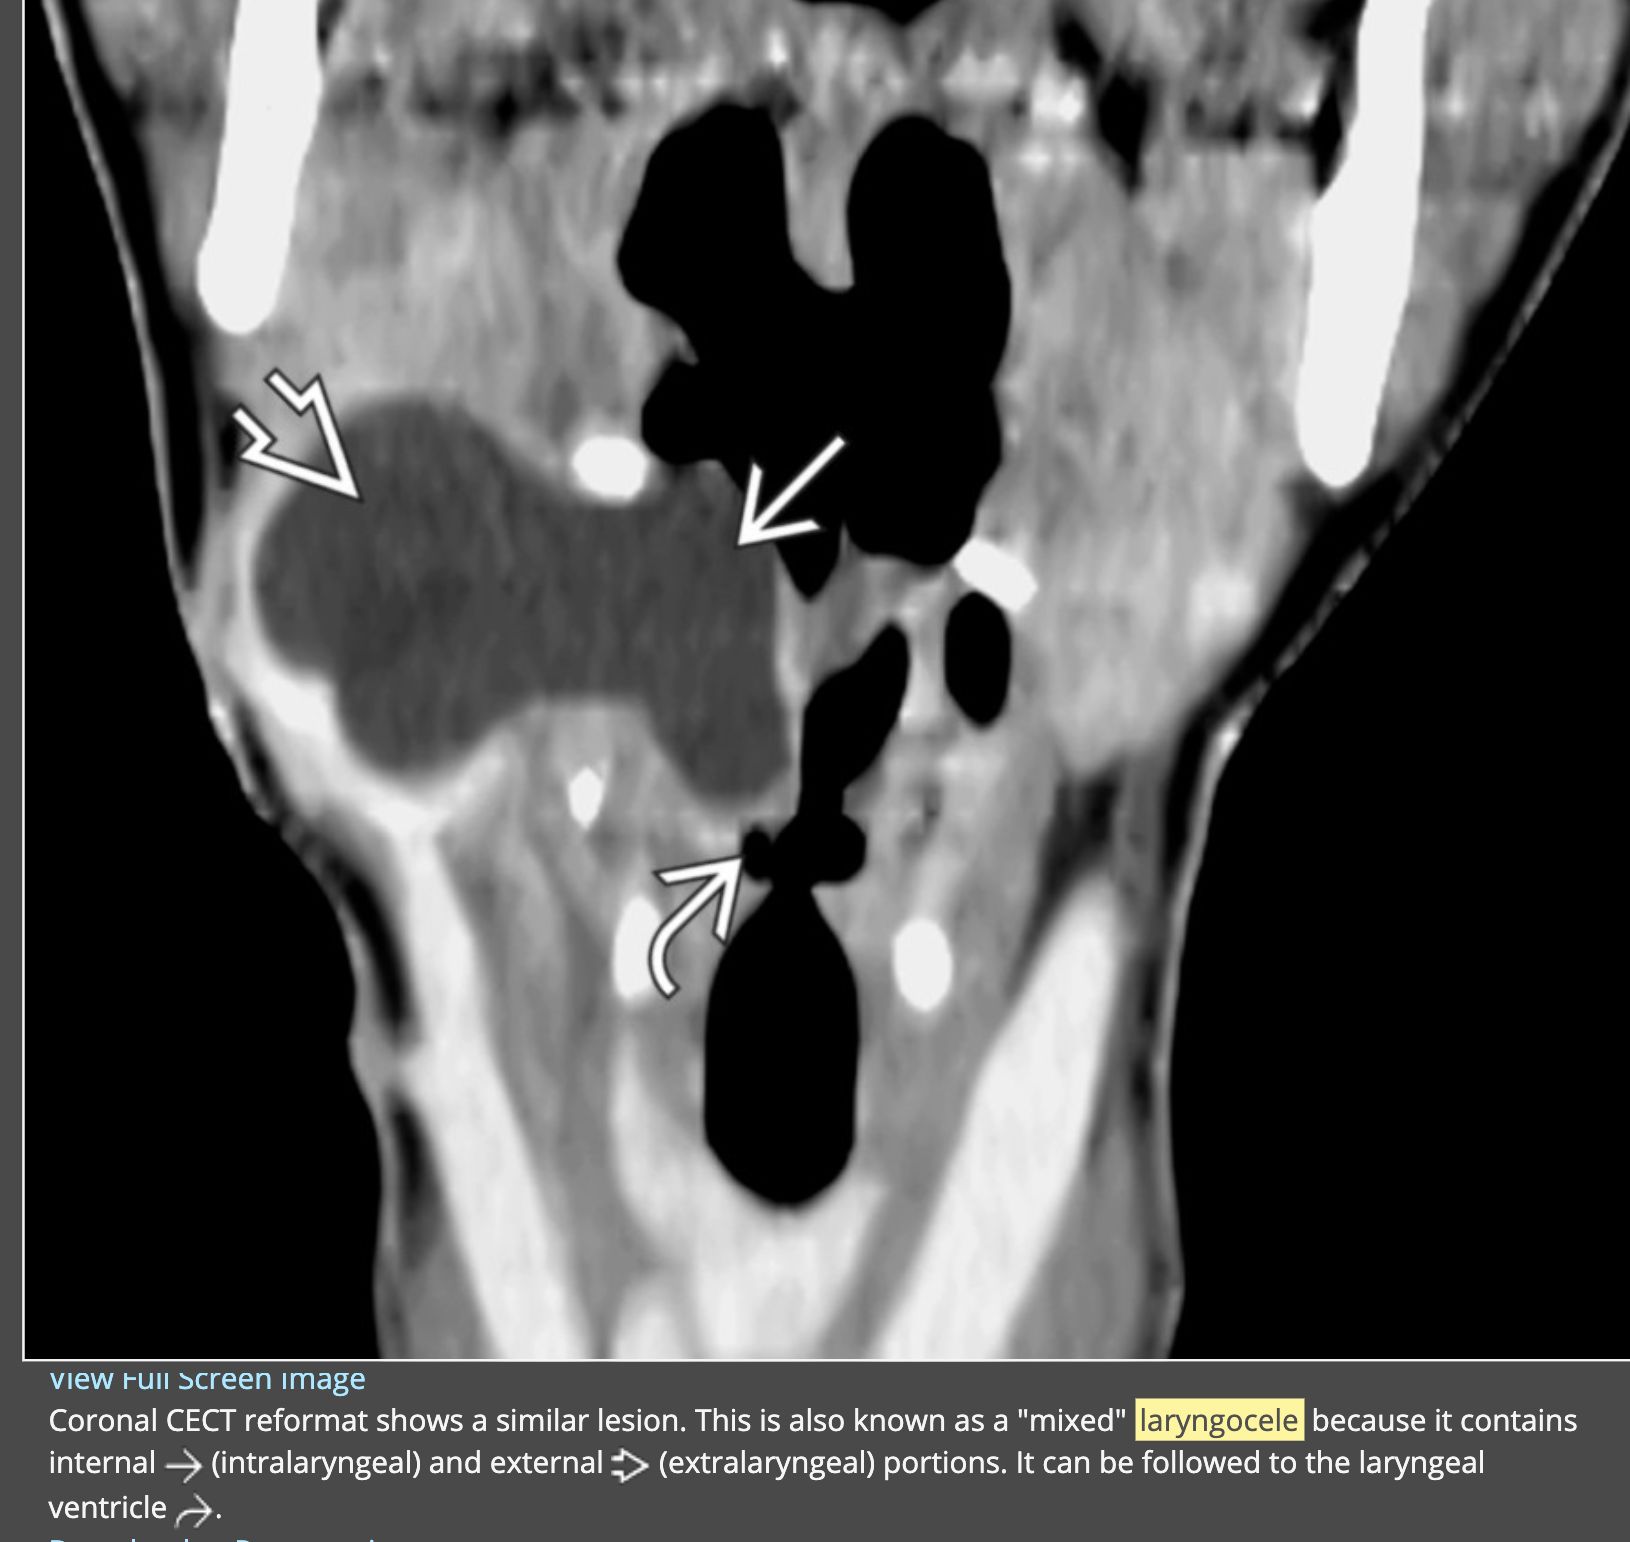 View Full Screen Image
Coronal CECT reformat shows a similar lesion. This is also known as a "mixed" laryngocele because it contains
internal (intralaryngeal) and external (extralaryngeal) portions. It can be followed to the laryngeal
ventricle .